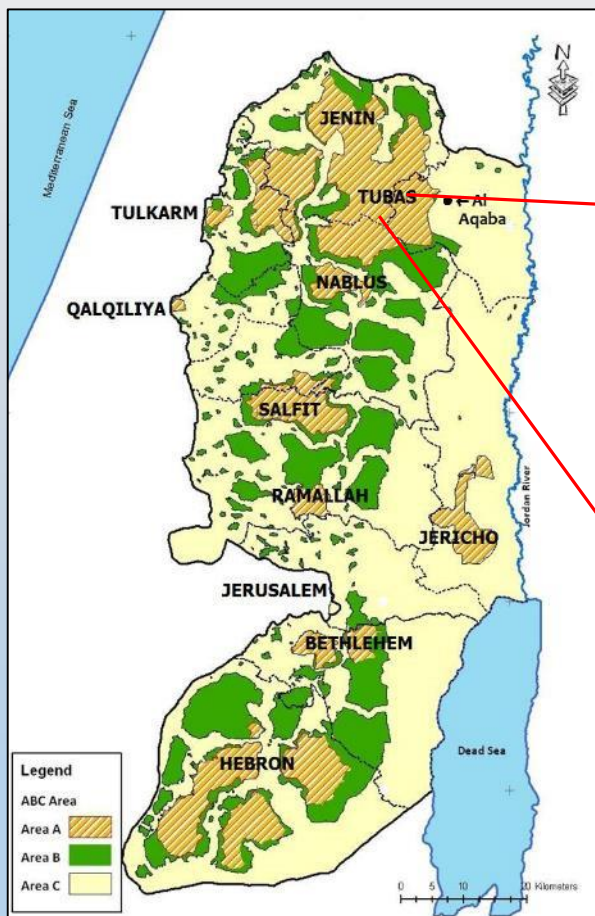 N
Mediterranean Sea
JENIN
TUBAS
← Al
Aqaba
TULKARM
NABLUS
QALQILIYA
SALFIT
RAMALLAH
Jordan River
JERICHO
JERUSALEM
BETHLEHEM
HEBRON
Dead Sea
Legend
ABC Area
Area A
Area B
Area C
0 5 10 20 Kilometers